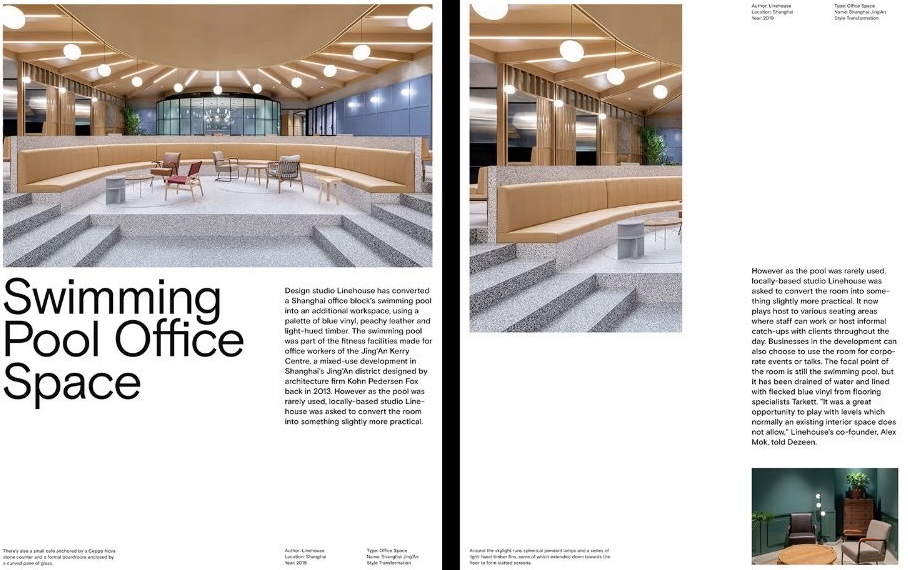 Swimming
Pool Office
Space
Design studio Linehouse has converted
a Shanghai office block's swimming pool
into an additional workspace, using a
palette of blue vinyl, peachy leather and
light-hued timber. The swimming pool
was part of the fitness facilities made for
office workers of the Jing'An Kerry
Centre, a mixed-use development in
Shanghai's Jing'An district designed by
architecture firm Kohn Pedersen Fox
back in 2013. However as the pool was
rarely used, locally-based studio Line-
house was asked to convert the room
into something slightly more practical.
There's also a small cafe anchored by a Ceppo Nova
stone counter and a formal boardroom enclosed by
a curved pane of glass.
Author: Linehouse
Location: Shanghai
Year: 2019
Type: Office Space
Name: Shanghai Jing'An
Style Transformation
Author: Linehouse
Location: Shanghai
Year: 2019
Type: Office Space
Name: Shanghai Jing'An
Style Transformation
However as the pool was rarely used,
locally-based studio Linehouse was
asked to convert the room into some-
thing slightly more practical. It now
plays host to various seating areas
where staff can work or host informal
catch-ups with clients throughout the
day. Businesses in the development can
also choose to use the room for corpo-
rate events or talks. The focal point of
the room is still the swimming pool, but
it has been drained of water and lined
with flecked blue vinyl from flooring
specialists Tarkett. "It was a great
opportunity to play with levels which
normally an existing interior space does
not allow," Linehouse's co-founder, Alex
Mok, told Dezeen.
Around the skylight runs spherical pendant lamps and a series of
light-hued timber fins, some of which extended down towards the
floor to form slatted screens.